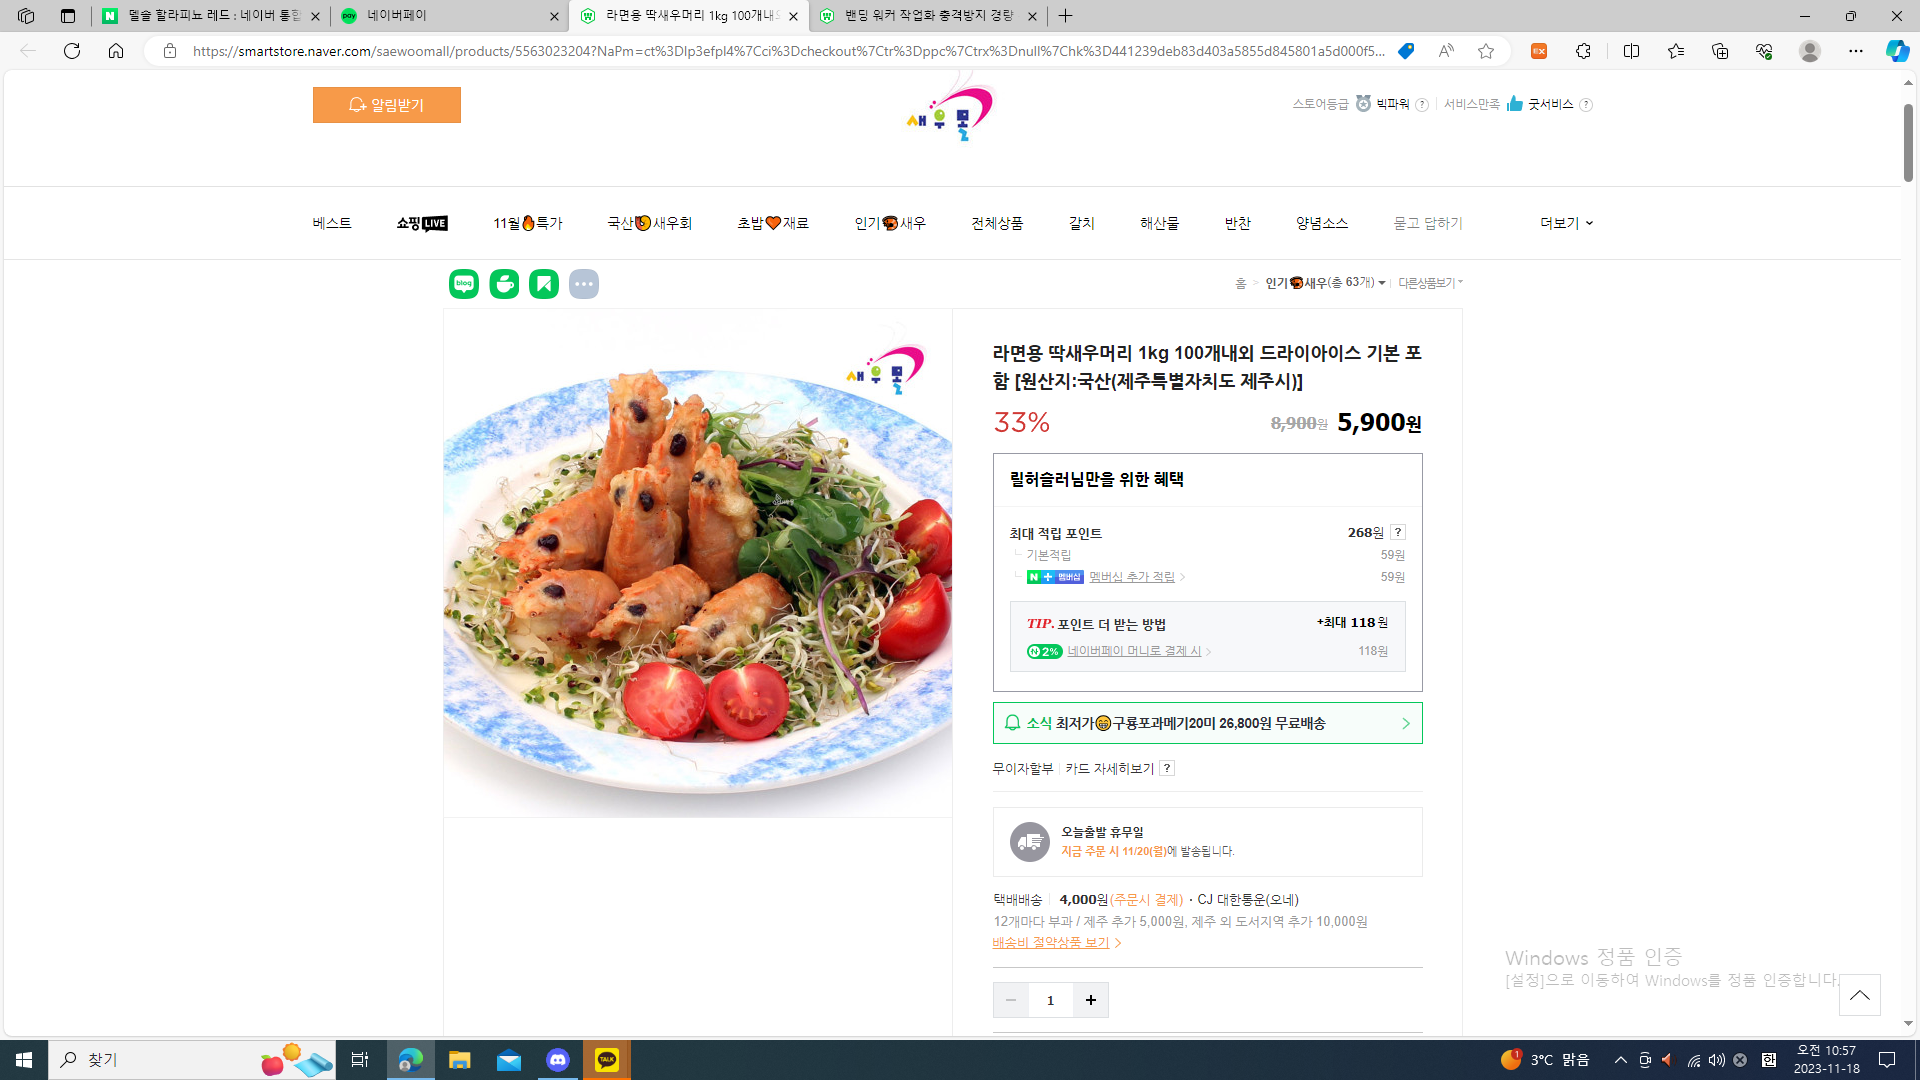 델솔 할라피뇨 레드 : 네이버 통합
네이버페이
라면용 딱새우머리 1kg 100개내외
밴딩 워커 작업화 충격방지 경량
https://smartstore.naver.com/saewoomall/products/5563023204?NaPm=ct%3Dlp3efpl4%7Cci%3Dcheckout%7Ctr%3Dppc%7Ctrx%3Dnull%7Chk%3D441239deb83d403a5855d845801a5d000f5...
알림받기
새우몰
스토어등급 빅파워 ? 서비스만족 굿서비스 ?
베스트 쇼핑LIVE 11월🔥특가 국산🍤새우회 초밥🧡재료 인기🦐새우 전체상품 갈치 해산물 반찬 양념소스 묻고 답하기 더보기
blog
홈 > 인기🦐새우(총 63개) 다른상품보기
새우몰
라면용 딱새우머리 1kg 100개내외 드라이아이스 기본 포
함 [원산지:국산(제주특별자치도 제주시)]
33% 8,900원 5,900원
릴허슬러님만을 위한 혜택
최대 적립 포인트 268원 ?
기본적립 59원
N+ 멤버십 멤버십 추가 적립 > 59원
TIP. 포인트 더 받는 방법 +최대 118원
N 2% 네이버페이 머니로 결제 시 > 118원
소식 최저가😁구룡포과메기20미 26,800원 무료배송
무이자할부 카드 자세히보기 ?
오늘출발 휴무일
지금 주문 시 11/20(월)에 발송됩니다.
택배배송 4,000원(주문시 결제) · CJ 대한통운(오네)
12개마다 부과 / 제주 추가 5,000원, 제주 외 도서지역 추가 10,000원
배송비 절약상품 보기 >
1
Windows 정품 인증
[설정]으로 이동하여 Windows를 정품 인증합니다.
찾기
TALK
1
3°C 맑음
한
오전 10:57
2023-11-18